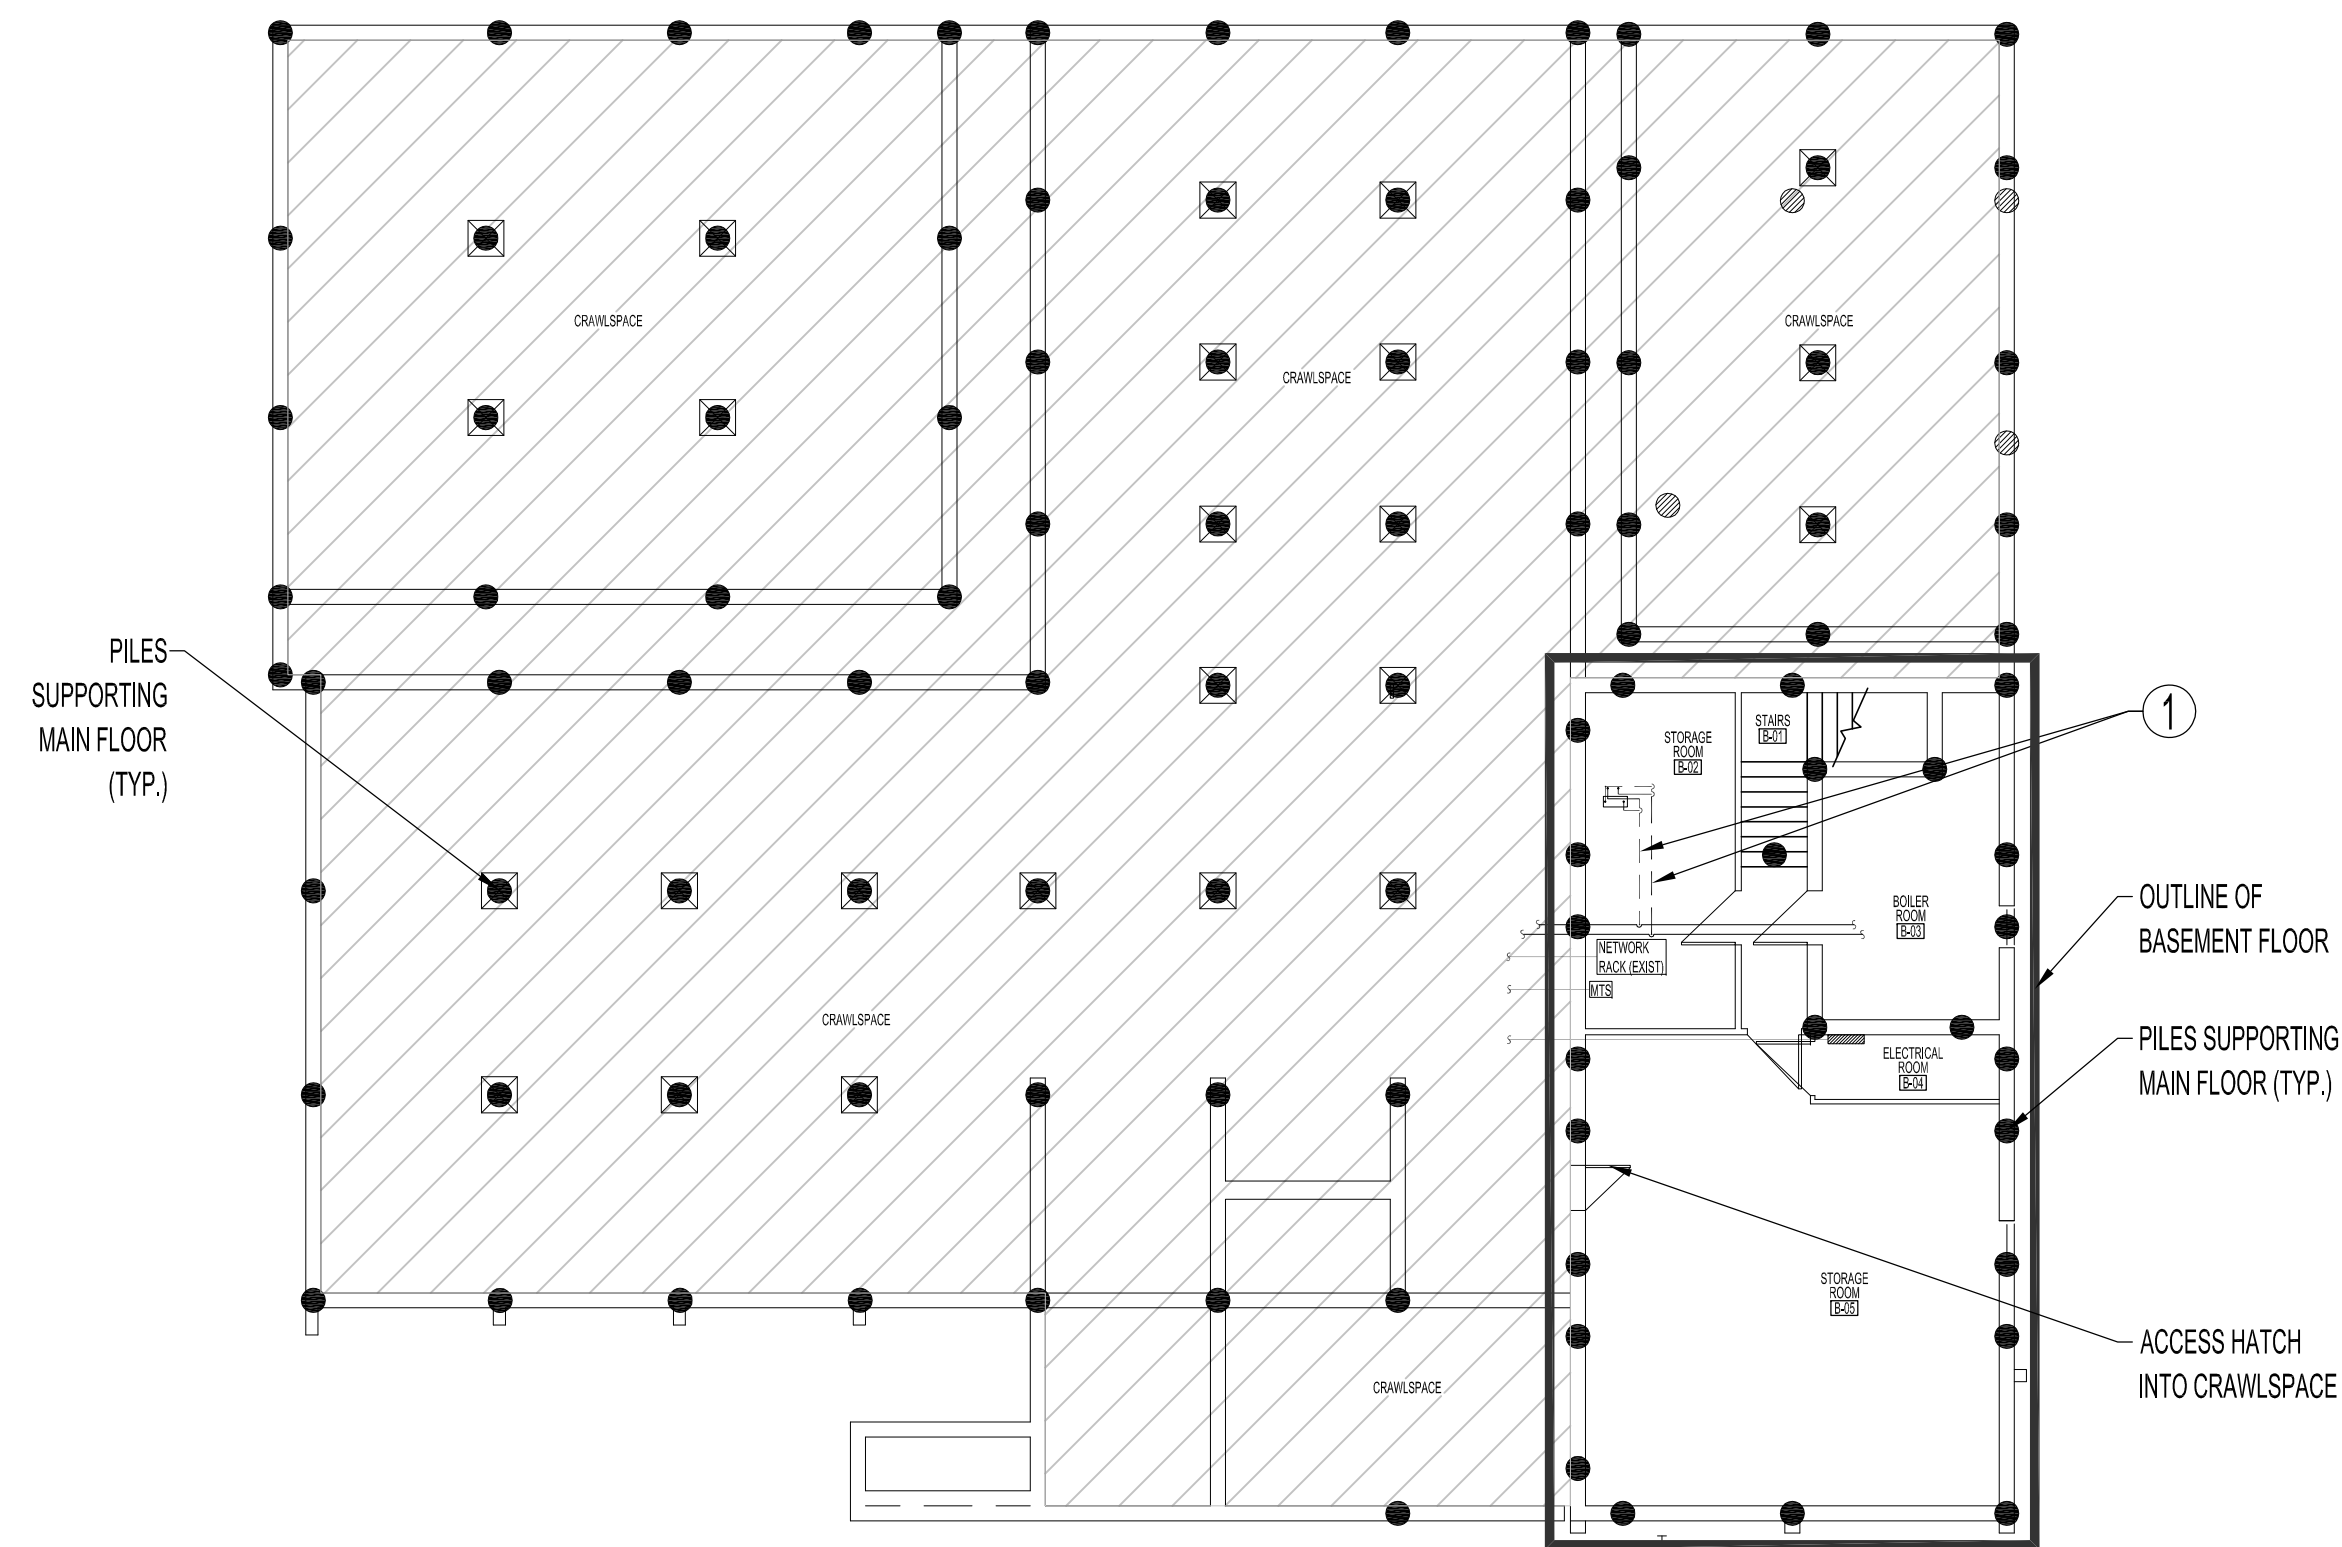 CRAWLSPACE
CRAWLSPACE
CRAWLSPACE
PILES
SUPPORTING
MAIN FLOOR
(TYP.)
1
STAIRS
B-01
STORAGE
ROOM
B-02
BOILER
ROOM
B-03
OUTLINE OF
BASEMENT FLOOR
NETWORK
RACK (EXIST)
MTS
CRAWLSPACE
ELECTRICAL
ROOM
B-04
PILES SUPPORTING
MAIN FLOOR (TYP.)
STORAGE
ROOM
B-05
ACCESS HATCH
INTO CRAWLSPACE
CRAWLSPACE